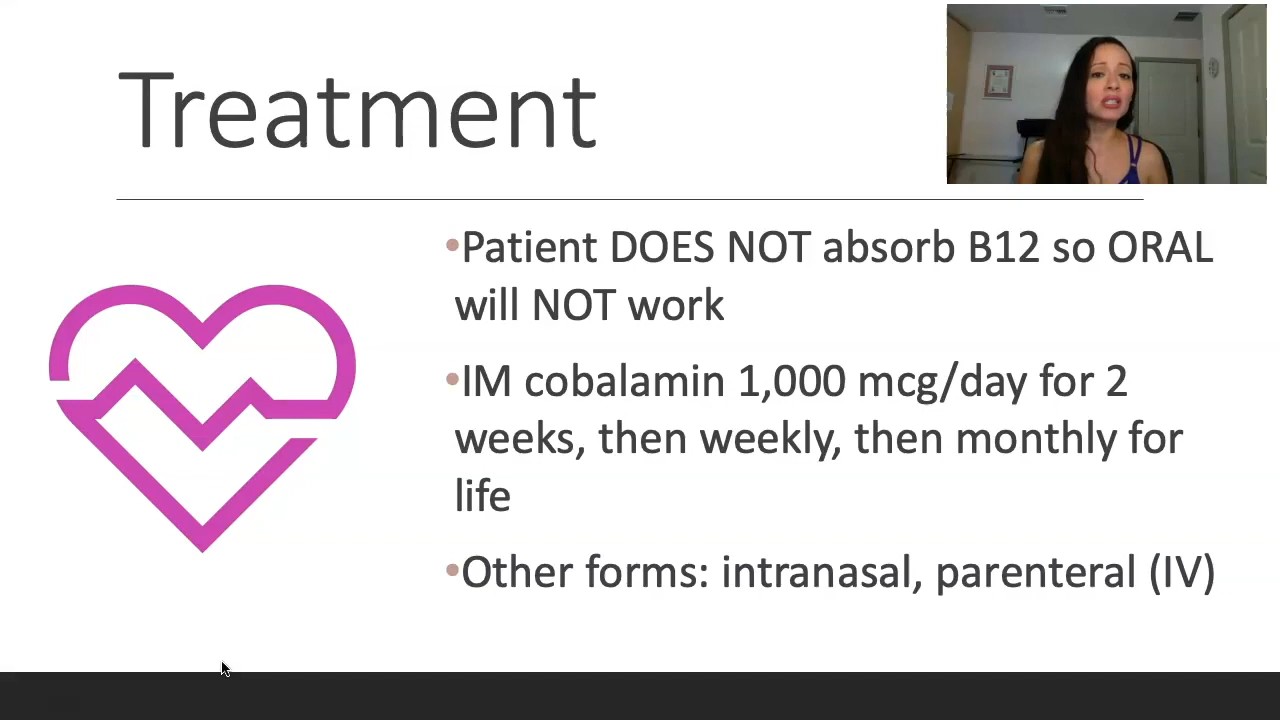 Treatment
•Patient DOES NOT absorb B12 so ORAL
will NOT work
•IM cobalamin 1,000 mcg/day for 2
weeks, then weekly, then monthly for
life
•Other forms: intranasal, parenteral (IV)